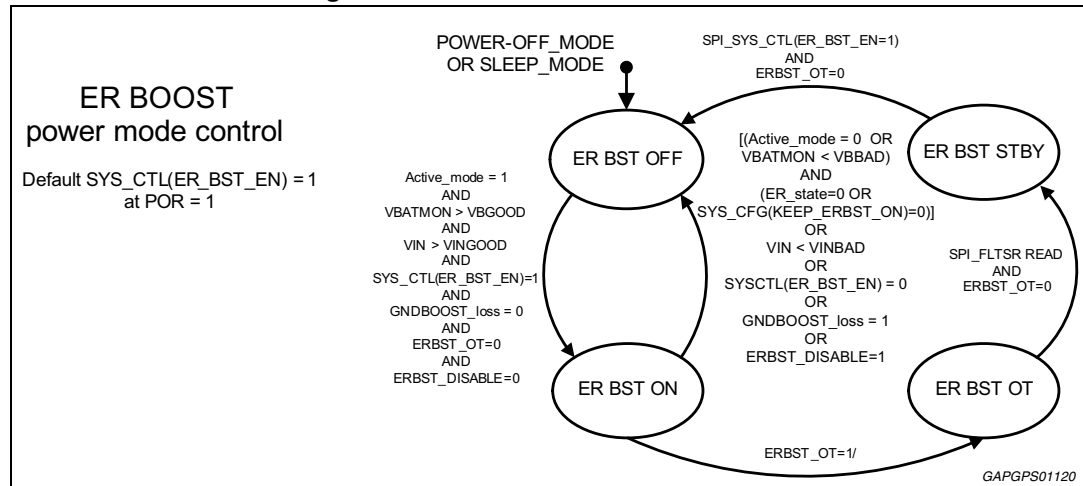 POWER-OFF_MODE
OR SLEEP_MODE
SPI_SYS_CTL(ER_BST_EN=1)
AND
ERBST_OT=0
ER BOOST
power mode control
Default SYS_CTL(ER_BST_EN) = 1
at POR = 1
ER BST OFF
ER BST STBY
Active_mode = 1
AND
VBATMON > VBGOOD
AND
VIN > VINGOOD
AND
SYS_CTL(ER_BST_EN)=1
AND
GNDBOOST_loss = 0
AND
ERBST_OT=0
AND
ERBST_DISABLE=0
[(Active_mode = 0 OR
VBATMON < VBBAD)
AND
(ER_state=0 OR
SYS_CFG(KEEP_ERBST_ON)=0)]
OR
VIN < VINBAD
OR
SYSCTL(ER_BST_EN) = 0
OR
GNDBOOST_loss = 1
OR
ERBST_DISABLE=1
SPI_FLTSR READ
AND
ERBST_OT=0
ER BST ON
ER BST OT
ERBST_OT=1/
GAPGPS01120